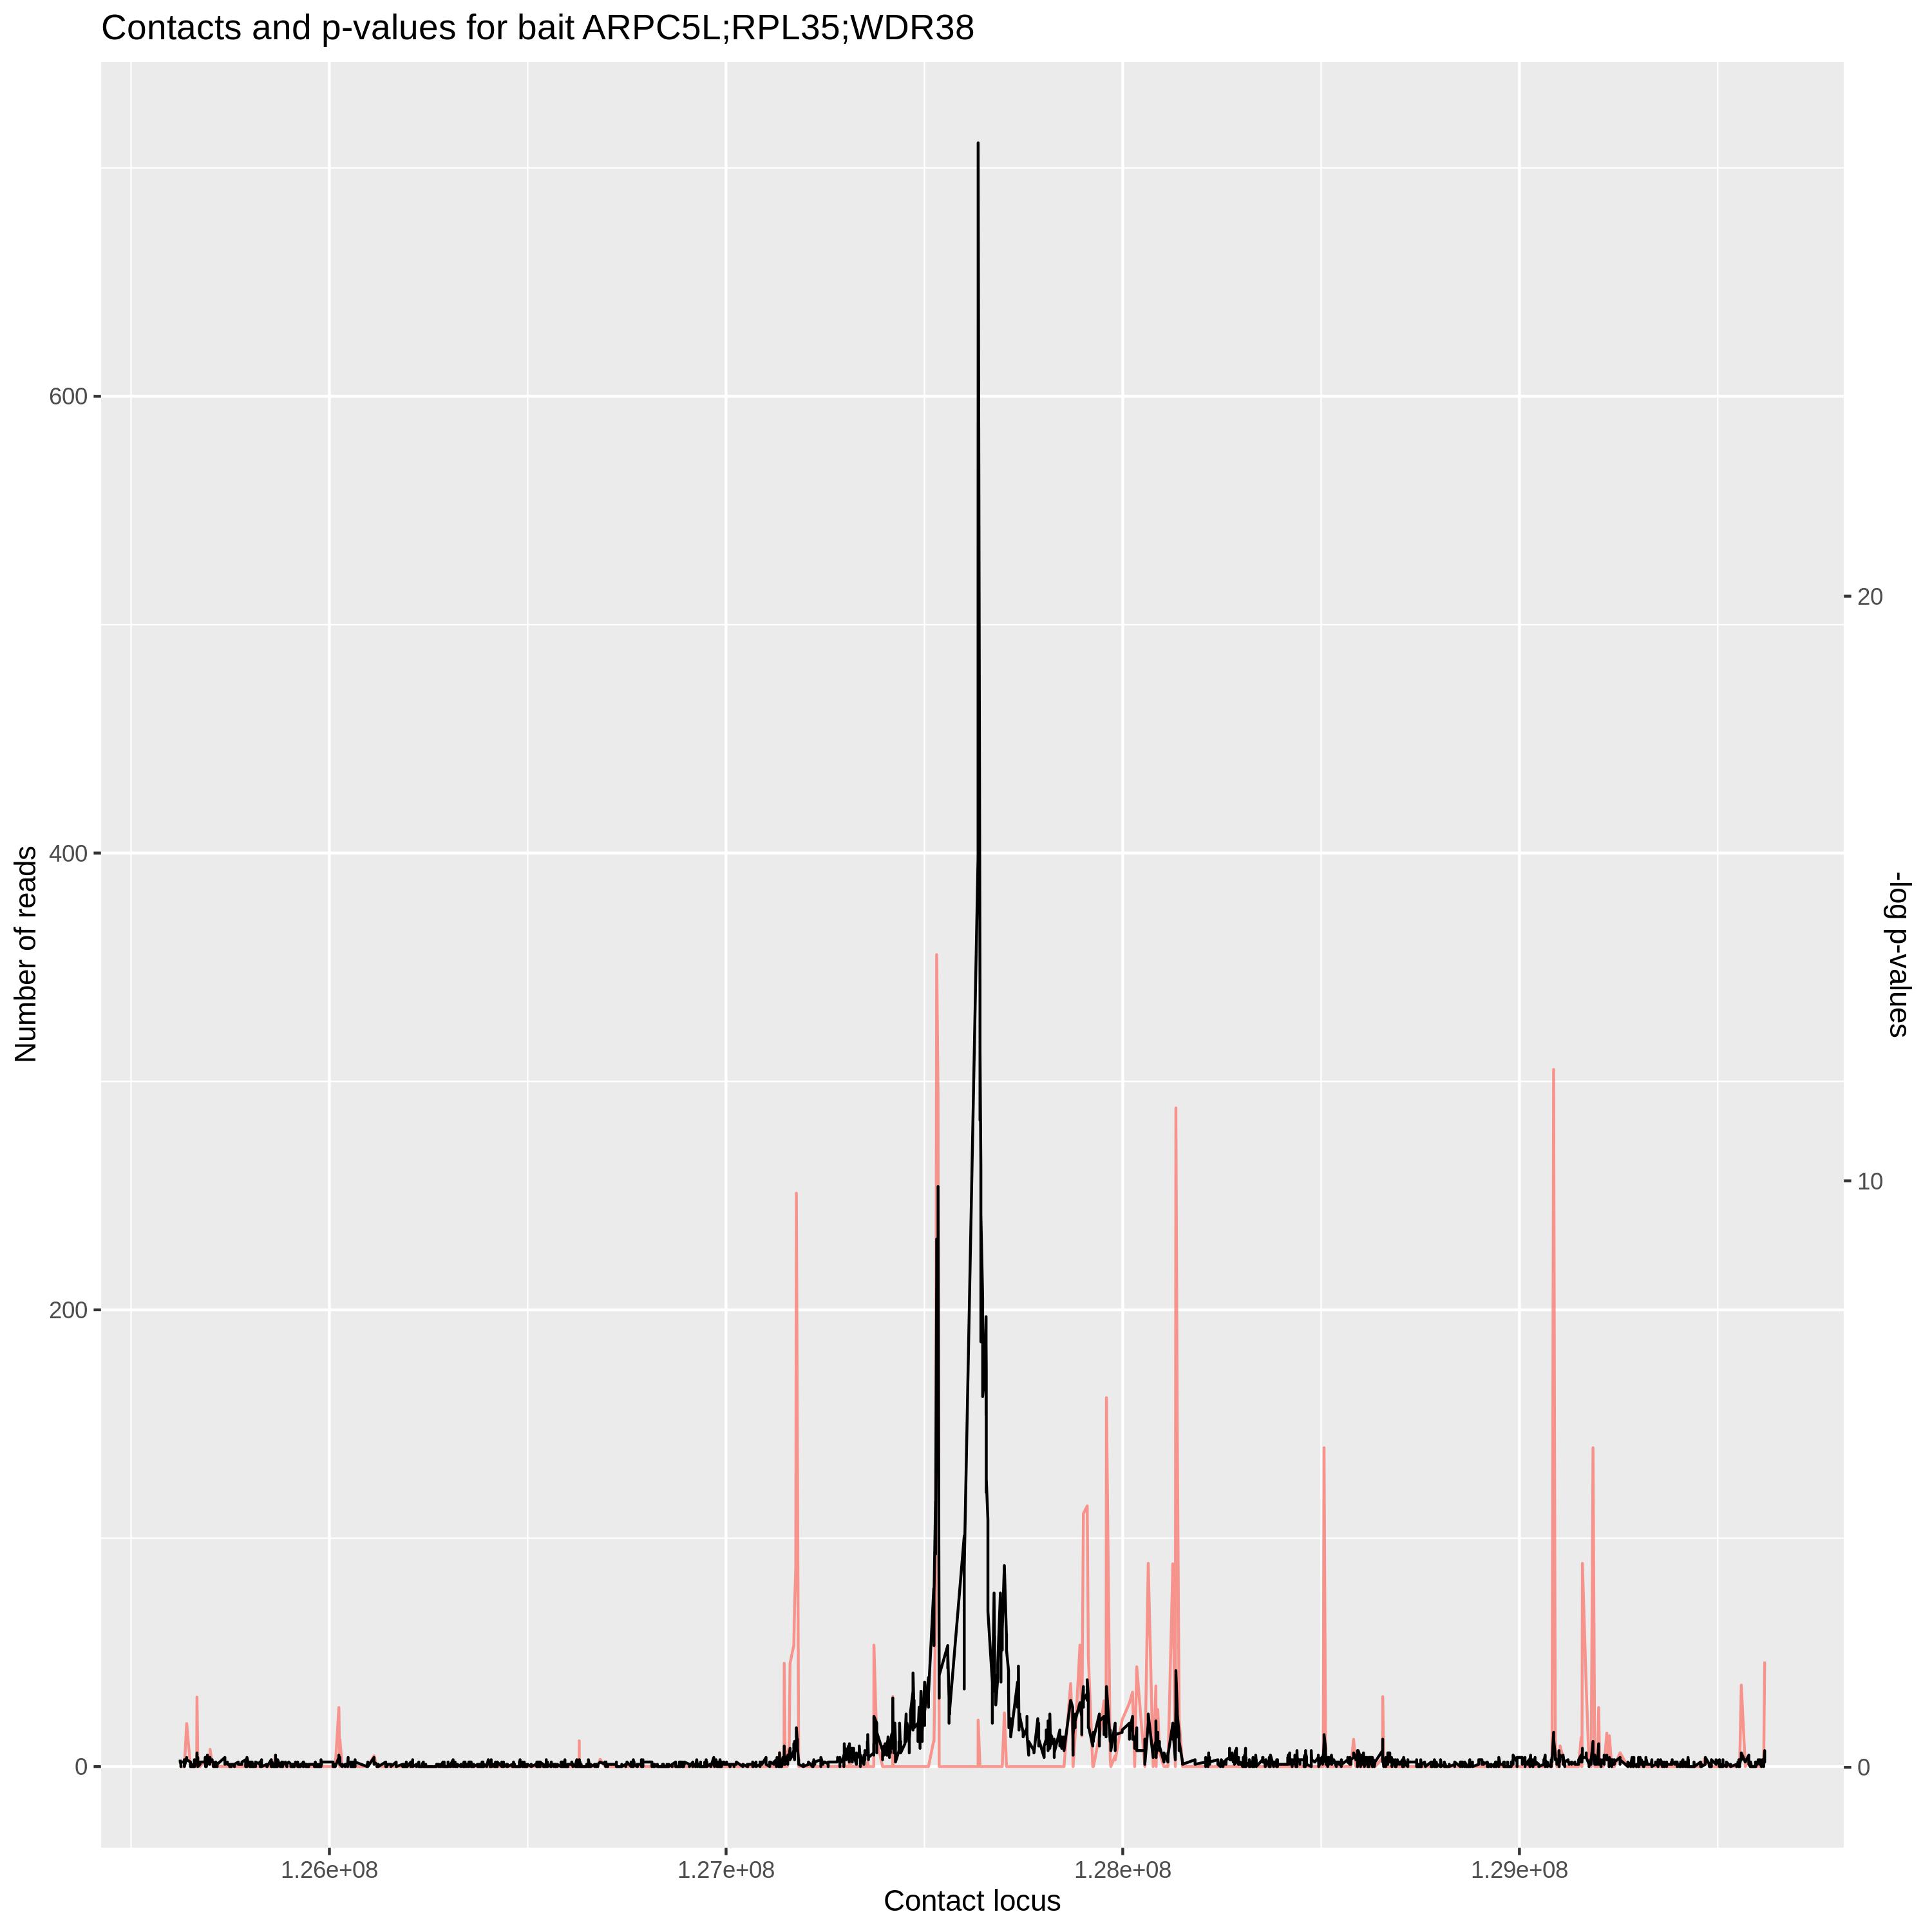 Contacts and p-values for bait ARPC5L;RPL35;WDR38
600
400
200
0
Number of reads
20
10
0
-log p-values
1.26e+08
1.27e+08
1.28e+08
1.29e+08
Contact locus